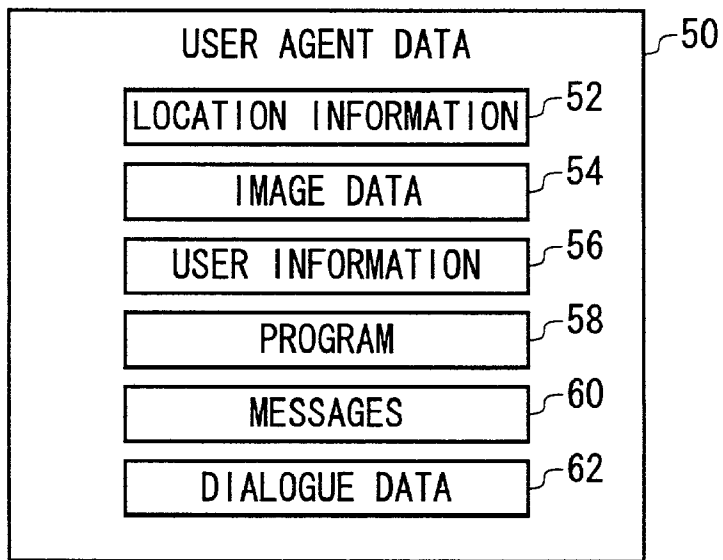 USER AGENT DATA 50
LOCATION INFORMATION 52
IMAGE DATA 54
USER INFORMATION 56
PROGRAM 58
MESSAGES 60
DIALOGUE DATA 62